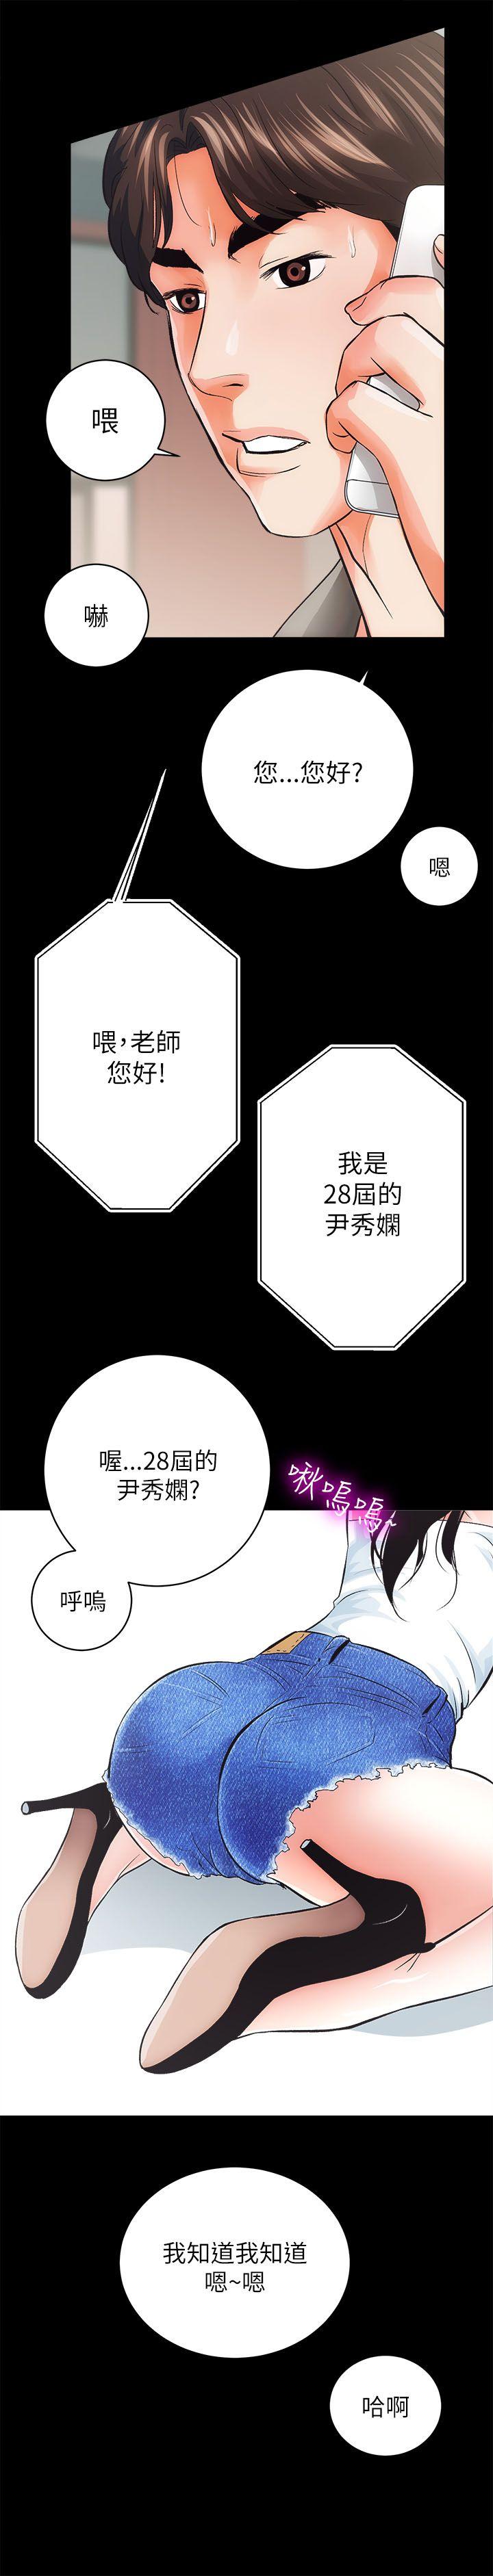 喂
嚇
您...您好?
嗯
喂,老師
您好!
我是
28屆的
尹秀嫻
喔...28屆的
尹秀嫻?
啾嗚嗚~
呼嗚
我知道我知道
嗯~嗯
哈啊